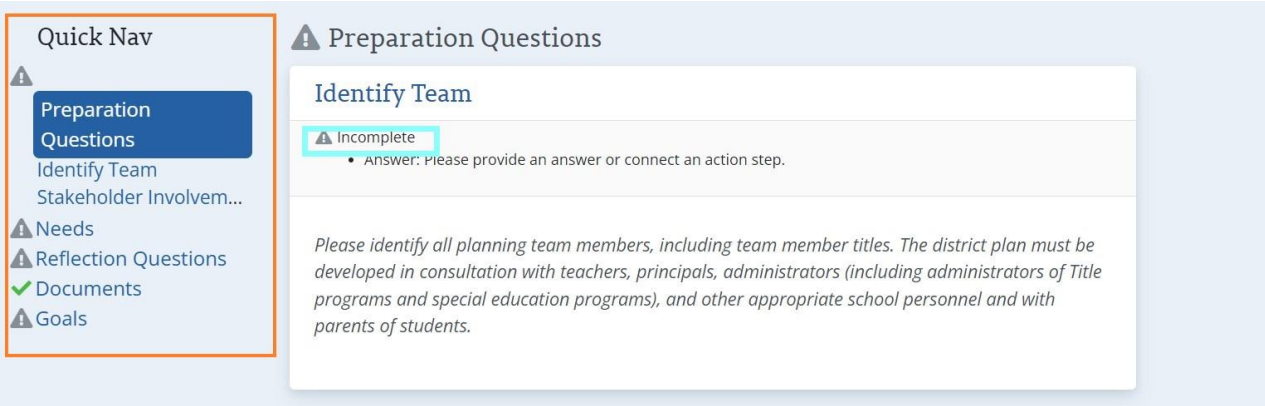 Quick Nav
Preparation
Questions
Identify Team
Stakeholder Involvem...
Needs
Reflection Questions
Documents
Goals
Preparation Questions
Identify Team
Incomplete
• Answer: Please provide an answer or connect an action step.
Please identify all planning team members, including team member titles. The district plan must be
developed in consultation with teachers, principals, administrators (including administrators of Title
programs and special education programs), and other appropriate school personnel and with
parents of students.